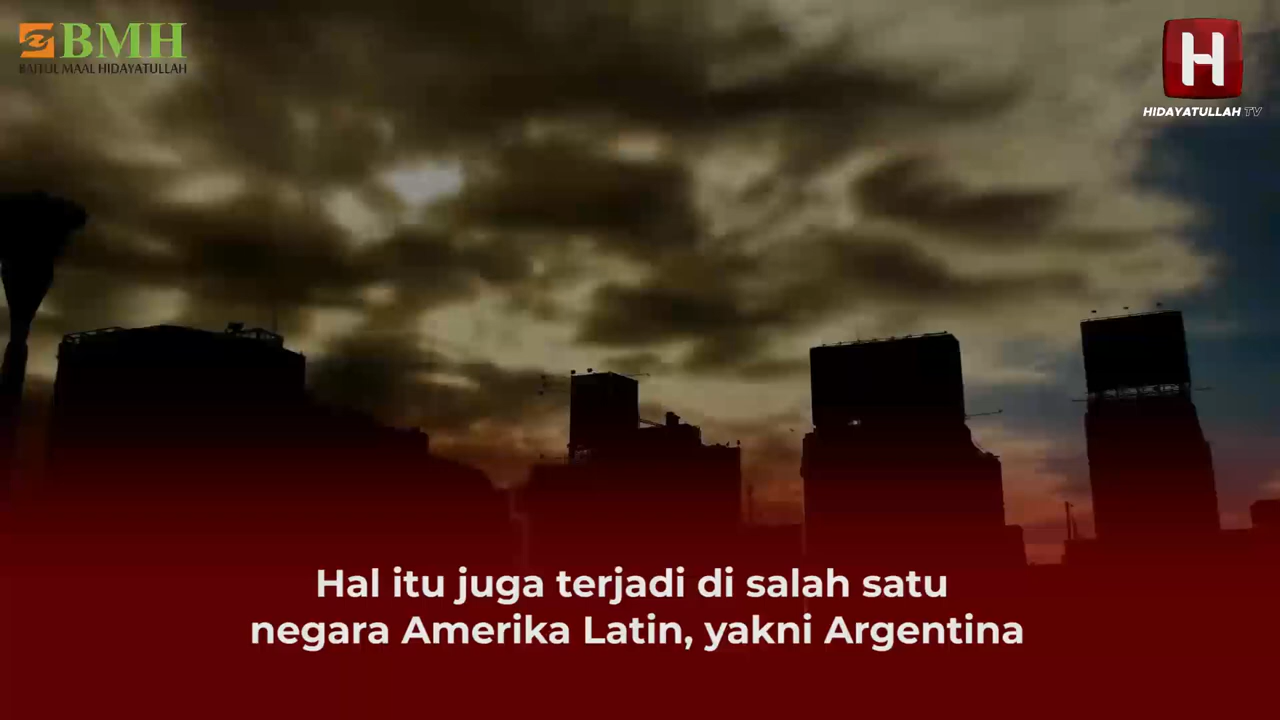 BMH
BAITUL MAAL HIDAYATULLAH
H
HIDAYATULLAH TV
Hal itu juga terjadi di salah satu
negara Amerika Latin, yakni Argentina